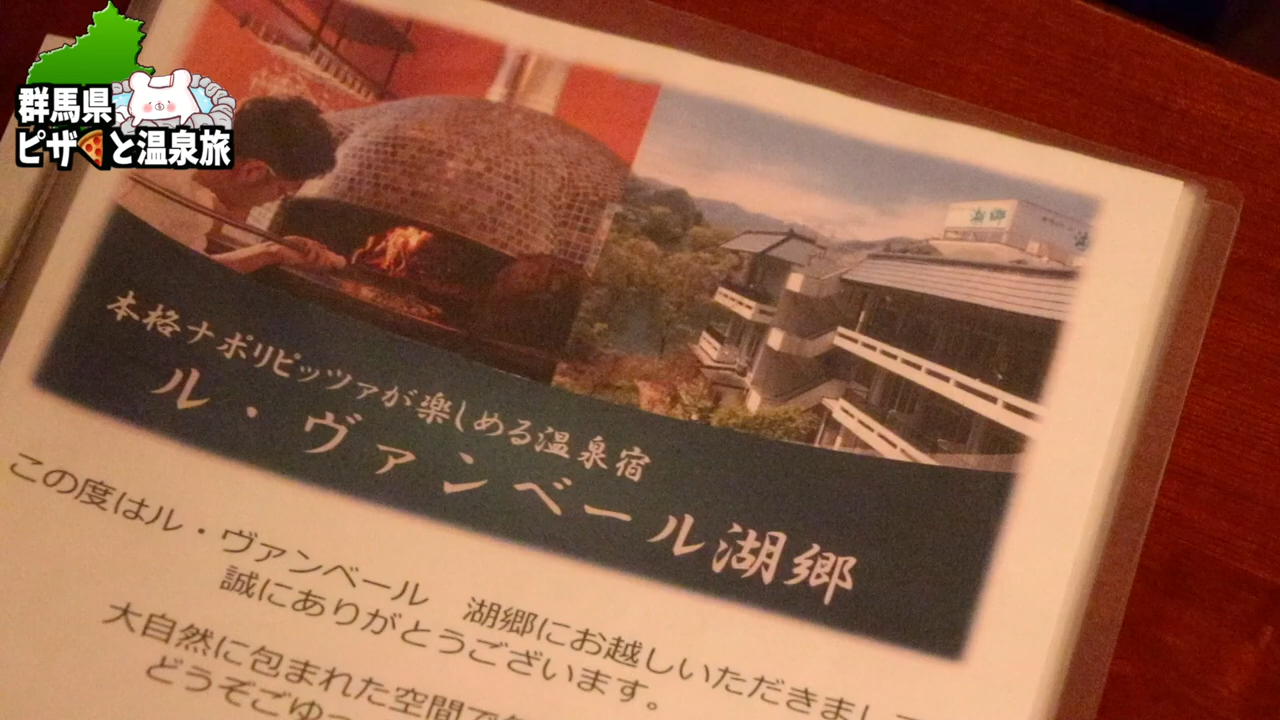 群馬県
ピザと温泉旅
湖郷
本格ナポリピッツァが楽しめる温泉宿
ル・ヴァンベール湖郷
この度はル・ヴァンベール 湖郷にお越しいただきまし
誠にありがとうございます。
大自然に包まれた空間で
どうぞごゆっ